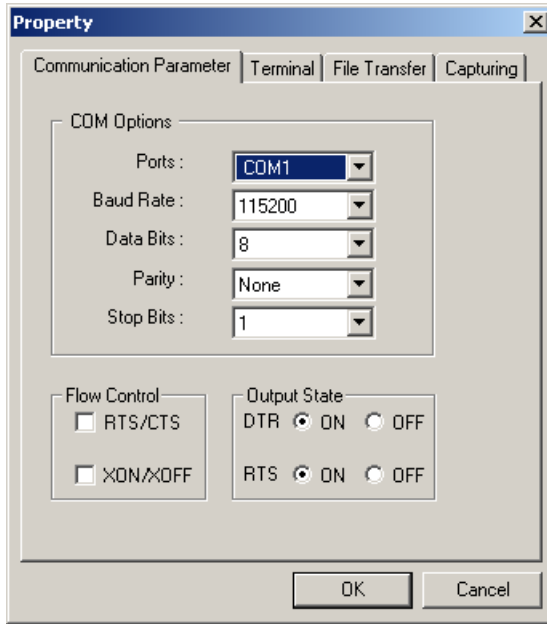 Property
Communication Parameter Terminal File Transfer Capturing
COM Options
Ports : COM1
Baud Rate : 115200
Data Bits : 8
Parity : None
Stop Bits : 1
Flow Control
RTS/CTS
XON/XOFF
Output State
DTR ON OFF
RTS ON OFF
OK Cancel